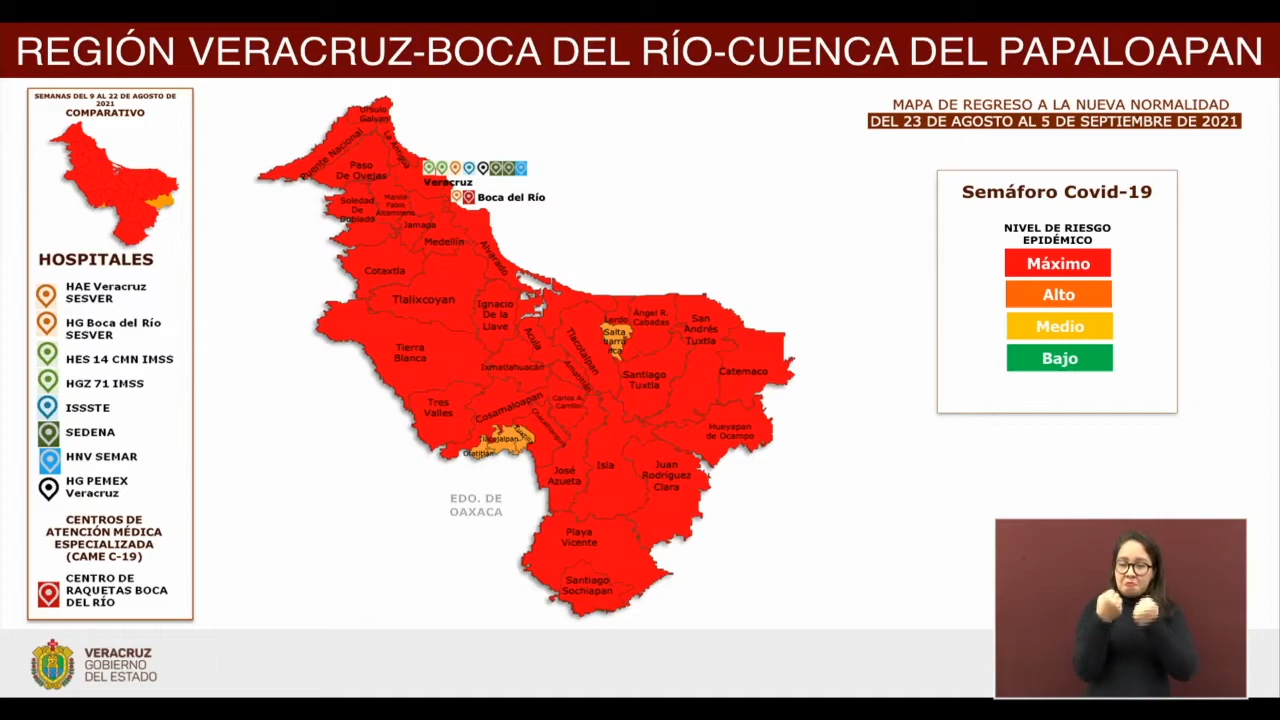 REGIÓN VERACRUZ-BOCA DEL RÍO-CUENCA DEL PAPALOAPAN
SEMANAS DEL 9 AL 22 DE AGOSTO DE
2021
COMPARATIVO
HOSPITALES
HAE Veracruz
SESVER
HG Boca del Río
SESVER
HES 14 CMN IMSS
HGZ 71 IMSS
ISSSTE
SEDENA
HNV SEMAR
HG PEMEX
Veracruz
CENTROS DE
ATENCIÓN MÉDICA
ESPECIALIZADA
(CAME C-19)
CENTRO DE
RAQUETAS BOCA
DEL RÍO
Ursulo
Galván
La Antigua
Puente Nacional
Paso
De Ovejas
Veracruz
Boca del Río
Soledad
De
Doblado
Manlio
Fabio
Altamirano
Jamapa
Medellín
Alvarado
Cotaxtla
Tlalixcoyan
Ignacio
De la
Llave
Acula
Tierra
Blanca
Ixmatlahuacán
Tlacotalpan
Amatitlán
Lerdo
Ángel R.
Cabadas
Salta
barra
nca
San
Andrés
Tuxtla
Santiago
Tuxtla
Catemaco
Tres
Valles
Cosamaloapan
Carlos A.
Carrillo
Chacaltianguis
Tuxtilla
Tlacojalpan
Otatitlán
Hueyapan
de Ocampo
José
Azueta
Isla
Juan
Rodríguez
Clara
EDO. DE
OAXACA
Playa
Vicente
Santiago
Sochiapan
MAPA DE REGRESO A LA NUEVA NORMALIDAD
DEL 23 DE AGOSTO AL 5 DE SEPTIEMBRE DE 2021
Semáforo Covid-19
NIVEL DE RIESGO
EPIDÉMICO
Máximo
Alto
Medio
Bajo
VERACRUZ
GOBIERNO
DEL ESTADO